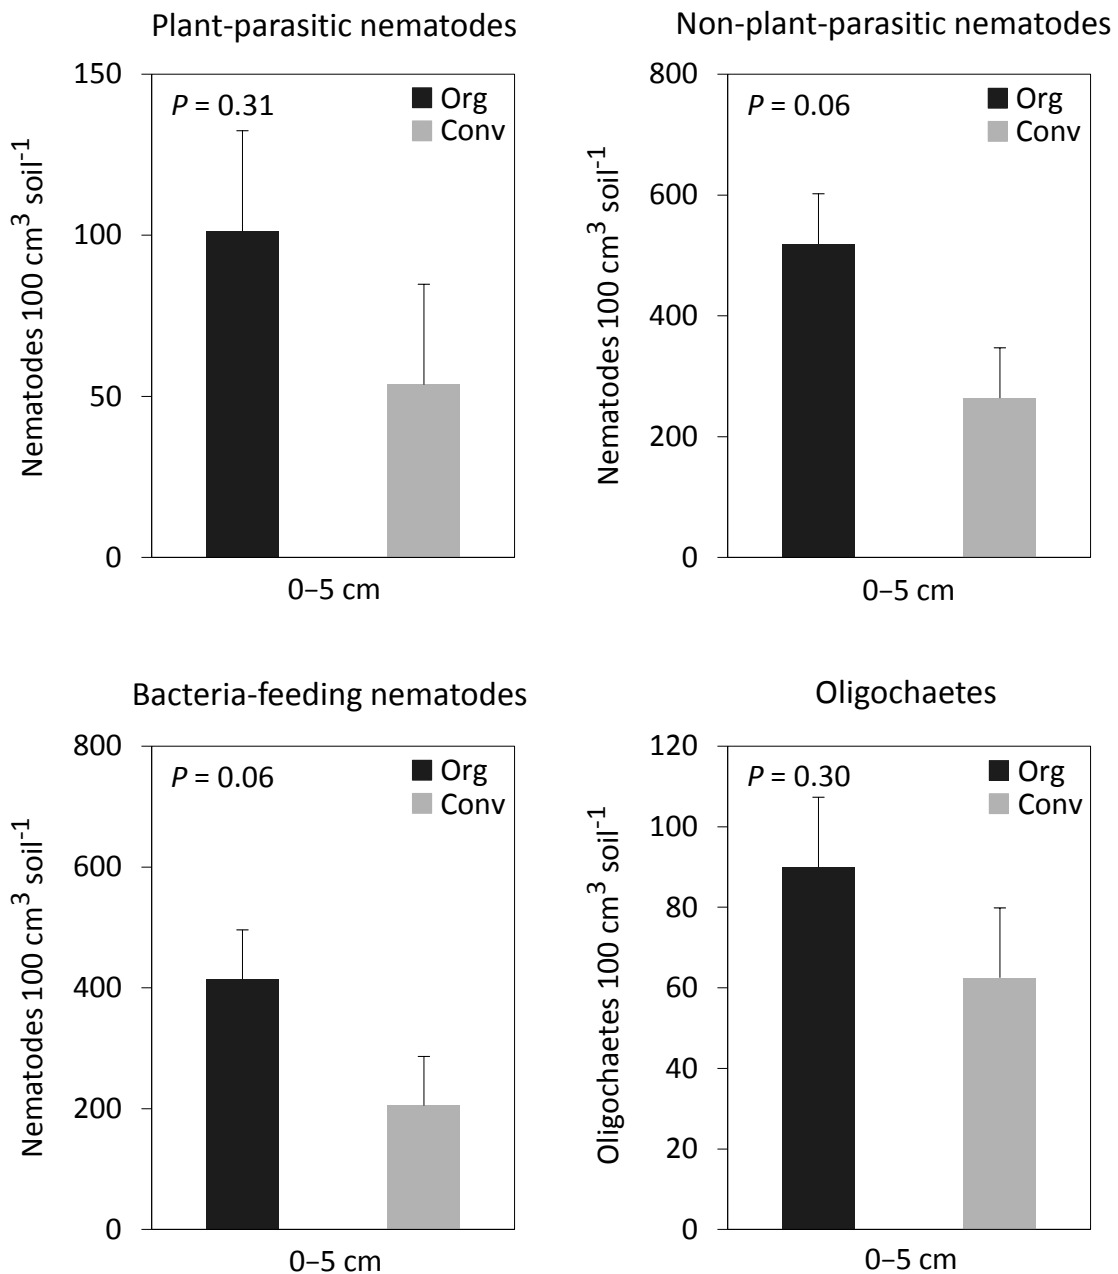 Plant-parasitic nematodes
Nematodes 100 cm³ soil⁻¹
150
100
50
0
P = 0.31
Org
Conv
0–5 cm
Non-plant-parasitic nematodes
Nematodes 100 cm³ soil⁻¹
800
600
400
200
0
P = 0.06
Org
Conv
0–5 cm
Bacteria-feeding nematodes
Nematodes 100 cm³ soil⁻¹
800
600
400
200
0
P = 0.06
Org
Conv
0–5 cm
Oligochaetes
Oligochaetes 100 cm³ soil⁻¹
120
100
80
60
40
20
0
P = 0.30
Org
Conv
0–5 cm